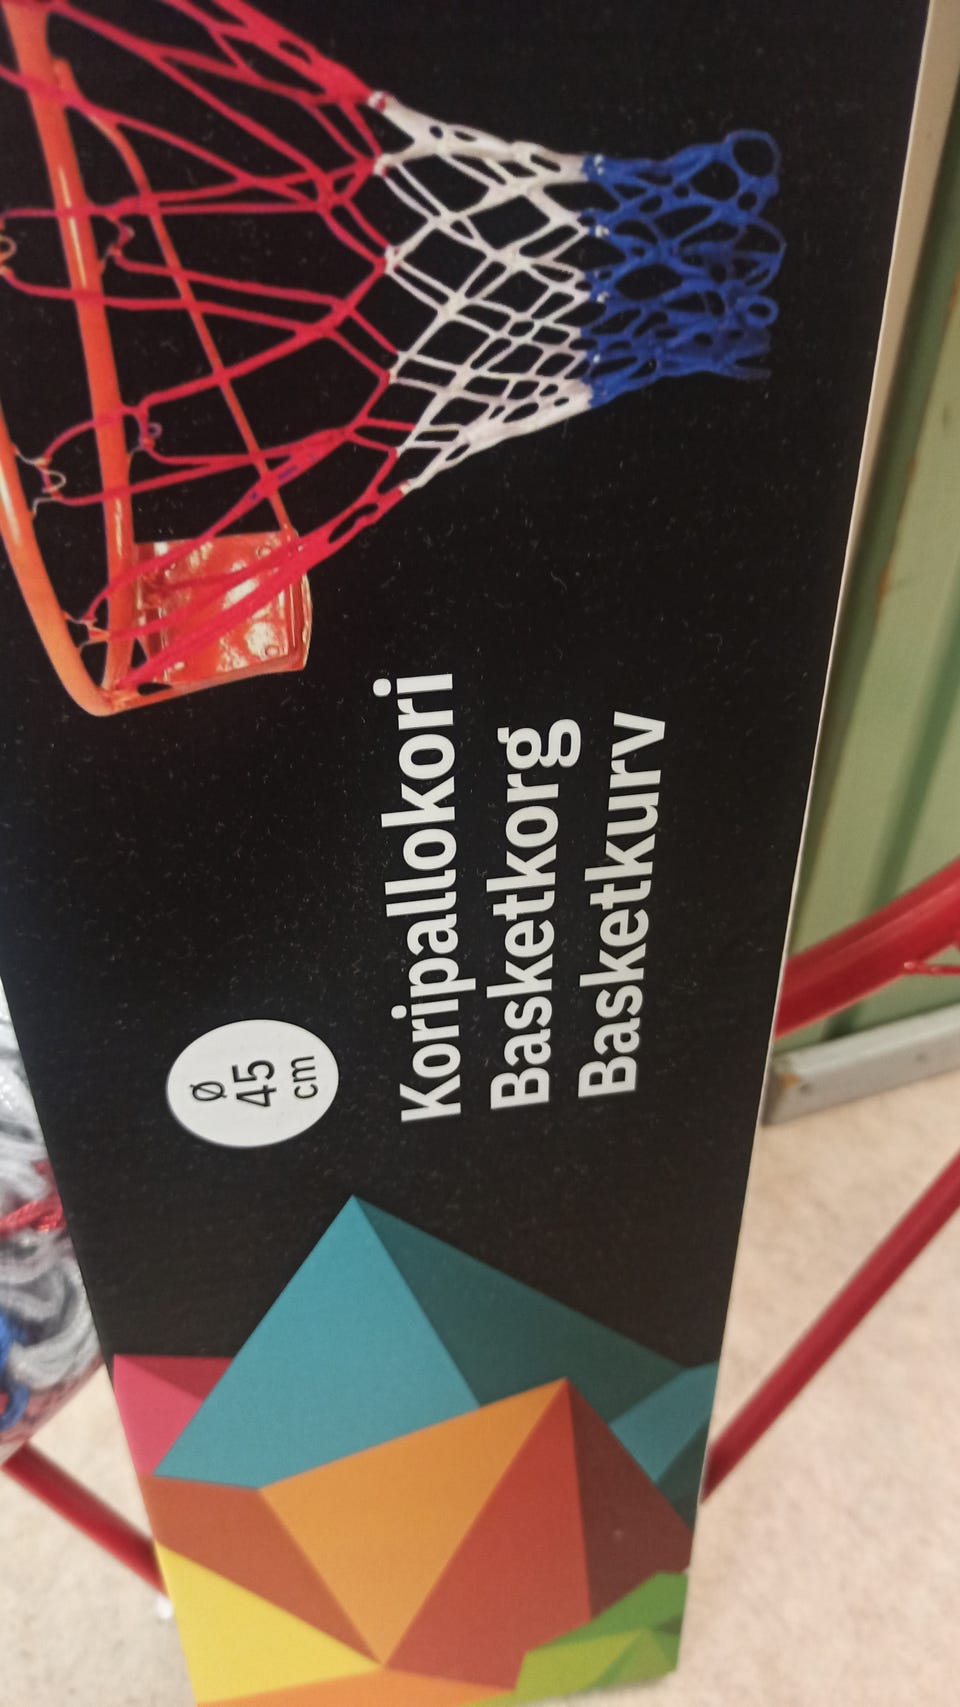 Ø
45
cm
Koripallokori
Basketkorg
Basketkurv